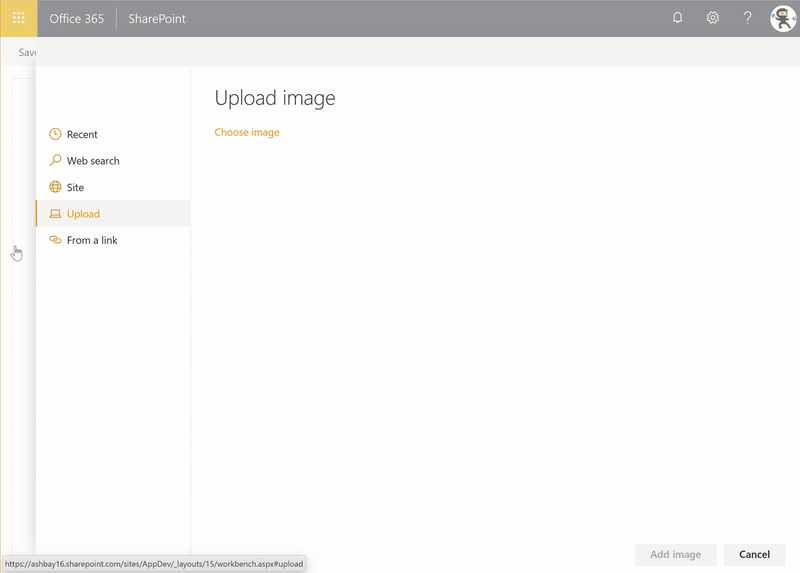 Office 365 SharePoint ?
Save
Upload image
Choose image
Recent
Web search
Site
Upload
From a link
Add image Cancel
https://ashbay16.sharepoint.com/sites/AppDev/_layouts/15/workbench.aspx#upload